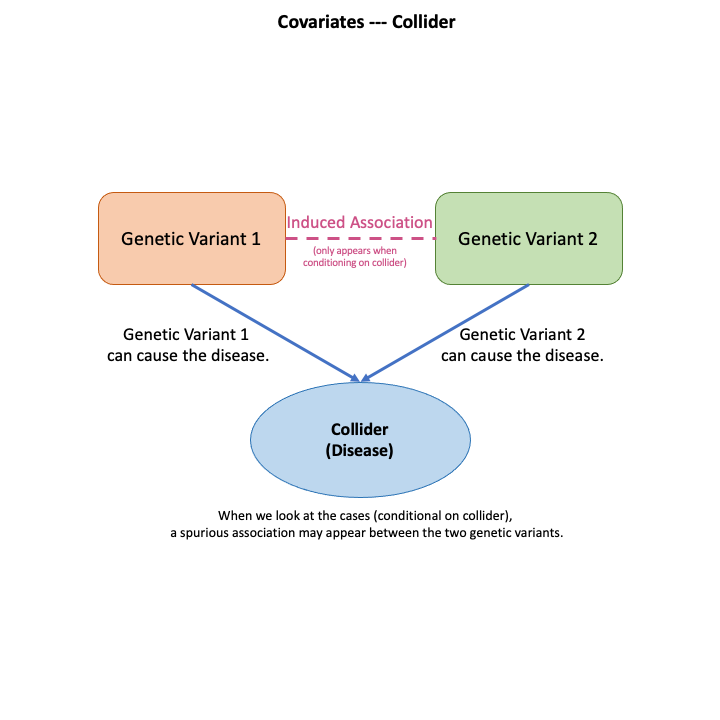 Covariates --- Collider
Induced Association
Genetic Variant 1
Genetic Variant 2
(only appears when
conditioning on collider)
Genetic Variant 1
can cause the disease.
Genetic Variant 2
can cause the disease.
Collider
(Disease)
When we look at the cases (conditional on collider),
a spurious association may appear between the two genetic variants.